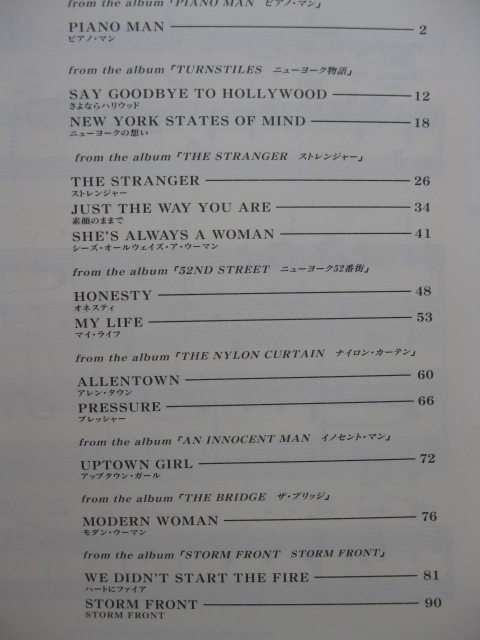 from the album「PIANO MAN ピアノ・マン」
PIANO MAN 2
ピアノ・マン
from the album「TURNSTILES ニューヨーク物語」
SAY GOODBYE TO HOLLYWOOD 12
さよならハリウッド
NEW YORK STATES OF MIND 18
ニューヨークの想い
from the album「THE STRANGER ストレンジャー」
THE STRANGER 26
ストレンジャー
JUST THE WAY YOU ARE 34
素顔のままで
SHE'S ALWAYS A WOMAN 41
シーズ・オールウェイズ・ア・ウーマン
from the album「52ND STREET ニューヨーク52番街」
HONESTY 48
オネスティ
MY LIFE 53
マイ・ライフ
from the album「THE NYLON CURTAIN ナイロン・カーテン」
ALLENTOWN 60
アレン・タウン
PRESSURE 66
プレッシャー
from the album「AN INNOCENT MAN イノセント・マン」
UPTOWN GIRL 72
アップタウン・ガール
from the album「THE BRIDGE ザ・ブリッジ」
MODERN WOMAN 76
モダン・ウーマン
from the album「STORM FRONT STORM FRONT」
WE DIDN'T START THE FIRE 81
ハートにファイア
STORM FRONT 90
STORM FRONT